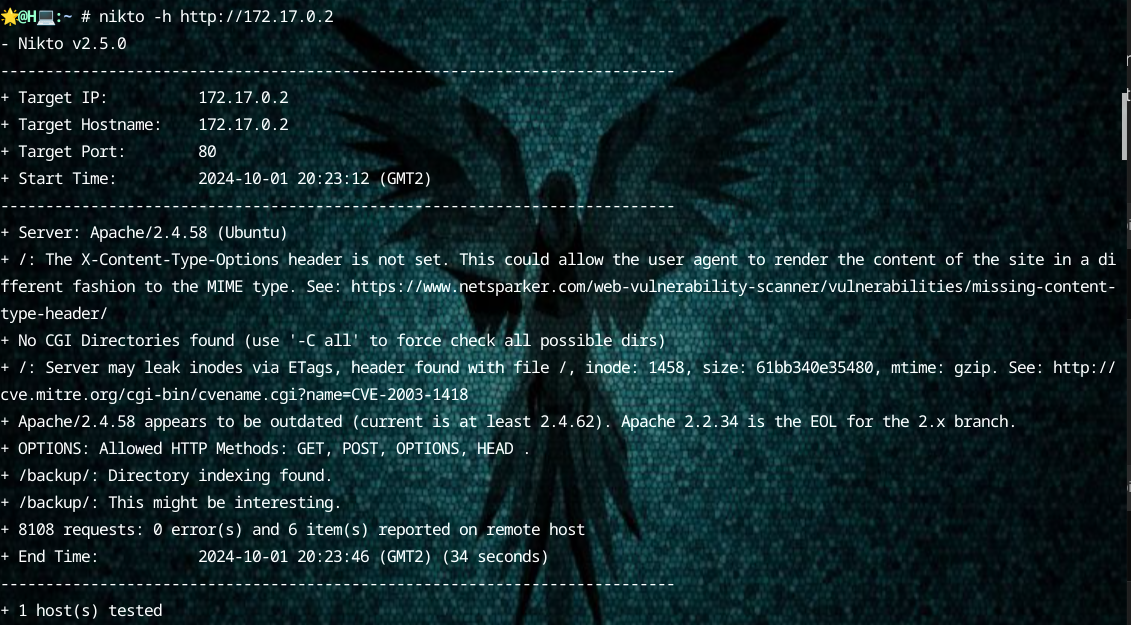 🌟@H💻:~ # nikto -h http://172.17.0.2
- Nikto v2.5.0
---------------------------------------------------------------------------
+ Target IP:          172.17.0.2
+ Target Hostname:    172.17.0.2
+ Target Port:        80
+ Start Time:         2024-10-01 20:23:12 (GMT2)
---------------------------------------------------------------------------
+ Server: Apache/2.4.58 (Ubuntu)
+ /: The X-Content-Type-Options header is not set. This could allow the user agent to render the content of the site in a di
fferent fashion to the MIME type. See: https://www.netsparker.com/web-vulnerability-scanner/vulnerabilities/missing-content-
type-header/
+ No CGI Directories found (use '-C all' to force check all possible dirs)
+ /: Server may leak inodes via ETags, header found with file /, inode: 1458, size: 61bb340e35480, mtime: gzip. See: http://
cve.mitre.org/cgi-bin/cvename.cgi?name=CVE-2003-1418
+ Apache/2.4.58 appears to be outdated (current is at least 2.4.62). Apache 2.2.34 is the EOL for the 2.x branch.
+ OPTIONS: Allowed HTTP Methods: GET, POST, OPTIONS, HEAD .
+ /backup/: Directory indexing found.
+ /backup/: This might be interesting.
+ 8108 requests: 0 error(s) and 6 item(s) reported on remote host
+ End Time:           2024-10-01 20:23:46 (GMT2) (34 seconds)
---------------------------------------------------------------------------
+ 1 host(s) tested